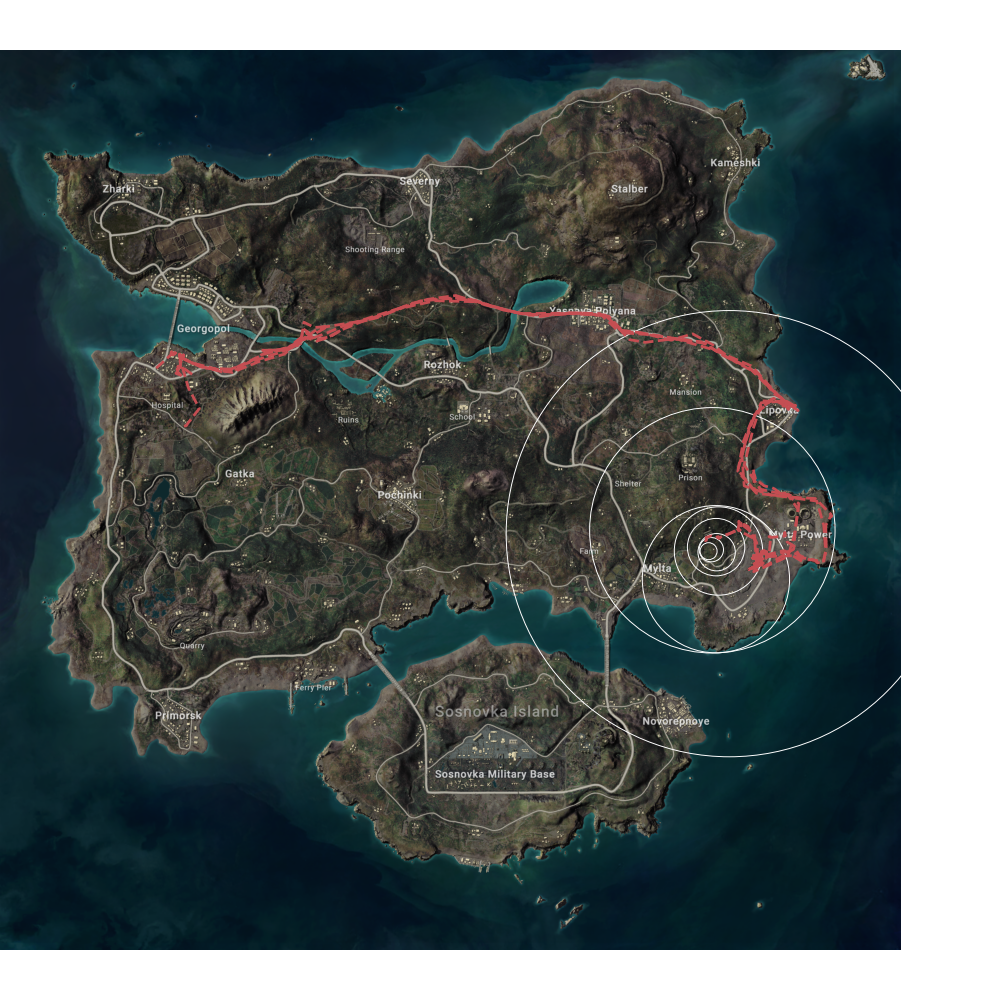 Kameshki
Severny
Zharki
Stalber
Shooting Range
Yasnaya Polyana
Georgopol
Rozhok
Mansion
Hospital
Lipovka
School
Ruins
Gatka
Prison
Shelter
Pochinki
Mylta Power
Farm
Mylta
Quarry
Ferry Pier
Primorsk
Sosnovka Island
Novorepnoye
Sosnovka Military Base